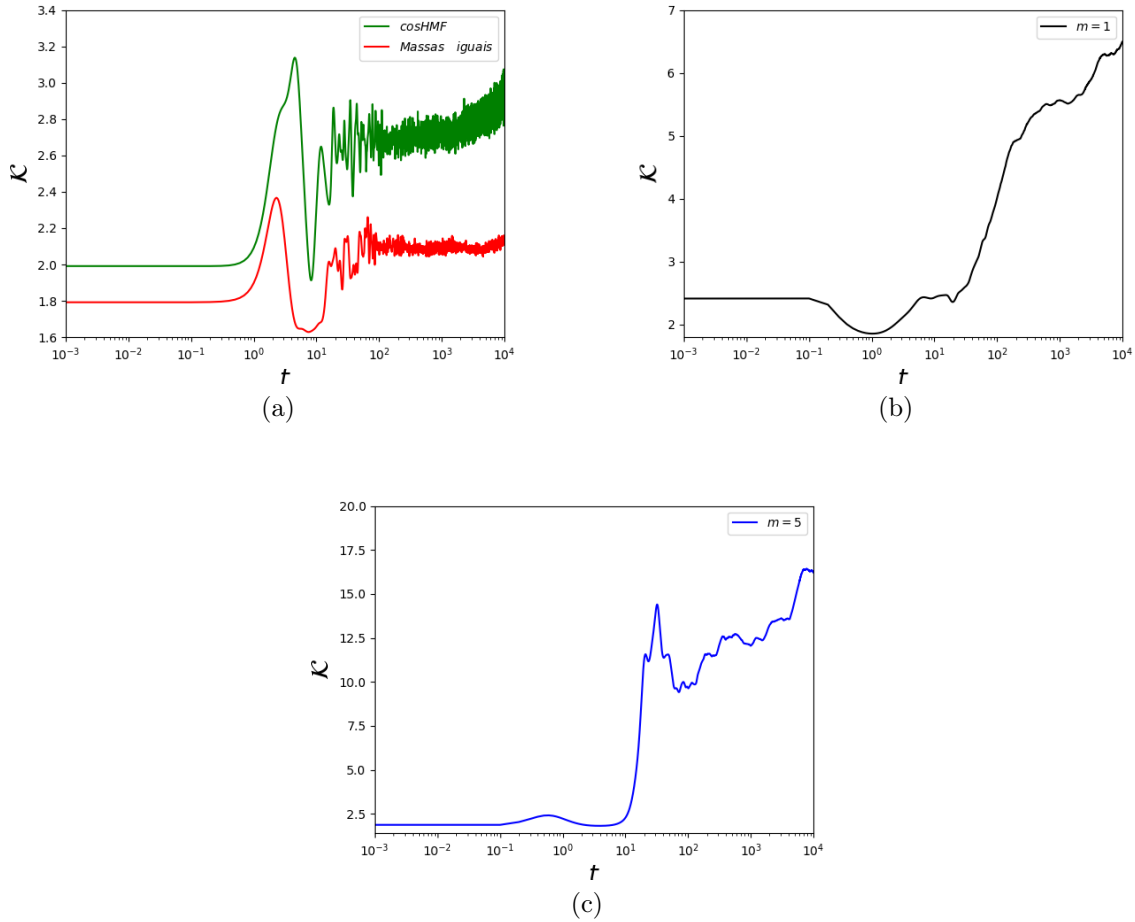 3.4
3.2
3.0
2.8
2.6
2.4
2.2
2.0
1.8
1.6
𝒦
cosHMF
Massas iguais
10⁻³ 10⁻² 10⁻¹ 10⁰ 10¹ 10² 10³ 10⁴
t
(a)
7
6
5
4
3
2
𝒦
m = 1
10⁻³ 10⁻² 10⁻¹ 10⁰ 10¹ 10² 10³ 10⁴
t
(b)
20.0
17.5
15.0
12.5
10.0
7.5
5.0
2.5
𝒦
m = 5
10⁻³ 10⁻² 10⁻¹ 10⁰ 10¹ 10² 10³ 10⁴
t
(c)